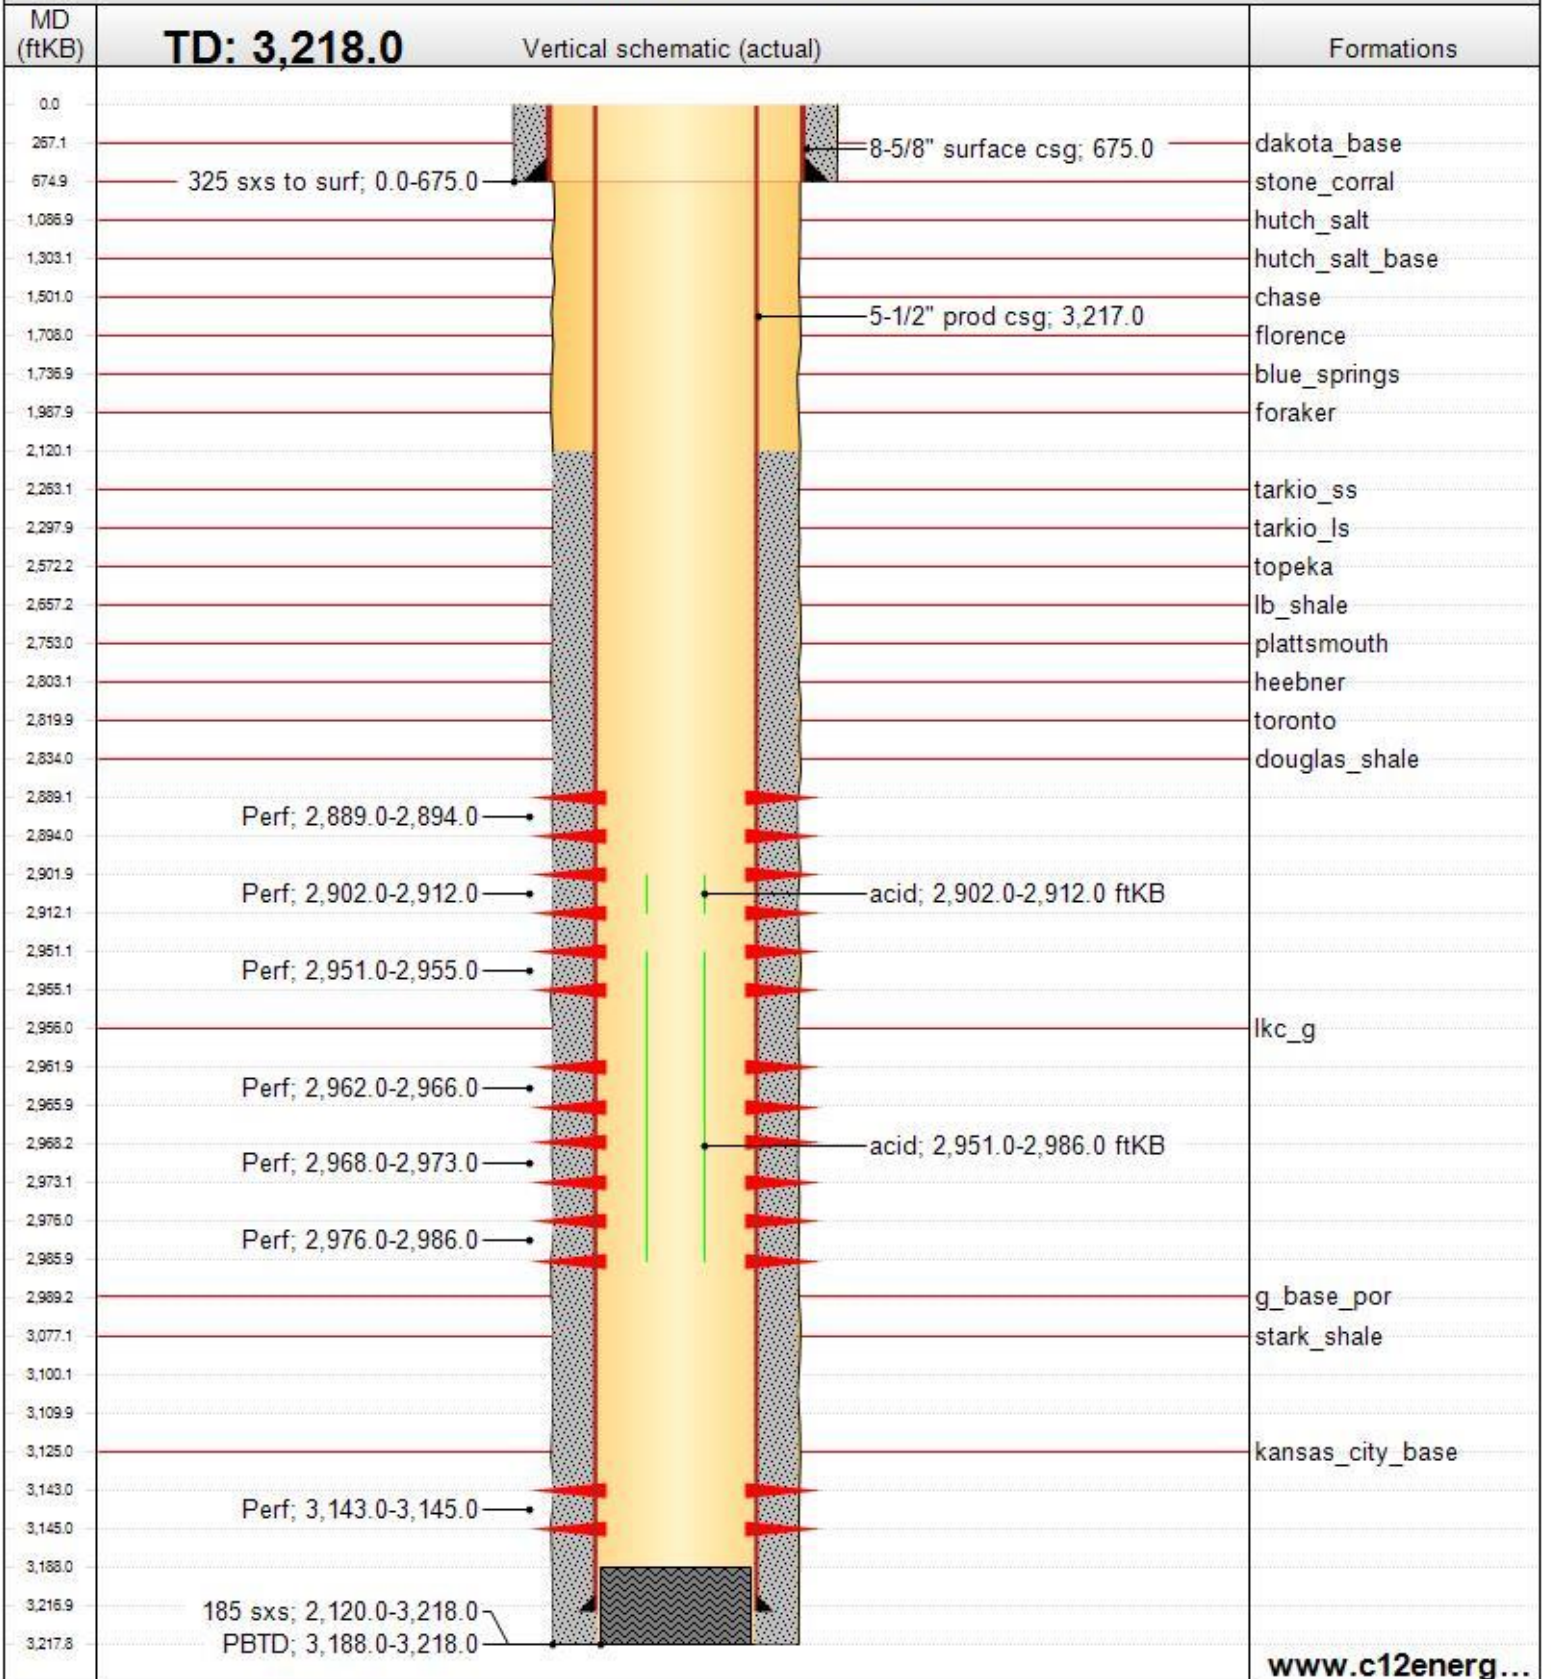 MD
(ftKB)
TD: 3,218.0
Vertical schematic (actual)
Formations
0.0
267.1
8-5/8" surface csg; 675.0
dakota_base
674.9
325 sxs to surf; 0.0-675.0
stone_corral
1,086.9
hutch_salt
1,303.1
hutch_salt_base
1,501.0
chase
5-1/2" prod csg; 3,217.0
1,708.0
florence
1,736.9
blue_springs
1,987.9
foraker
2,120.1
2,263.1
tarkio_ss
2,297.9
tarkio_ls
2,572.2
topeka
2,657.2
lb_shale
2,753.0
plattsmouth
2,803.1
heebner
2,819.9
toronto
2,834.0
douglas_shale
2,889.1
Perf; 2,889.0-2,894.0
2,894.0
2,901.9
Perf; 2,902.0-2,912.0
acid; 2,902.0-2,912.0 ftKB
2,912.1
2,951.1
Perf; 2,951.0-2,955.0
2,955.1
2,956.0
lkc_g
2,961.9
Perf; 2,962.0-2,966.0
2,965.9
2,968.2
acid; 2,951.0-2,986.0 ftKB
Perf; 2,968.0-2,973.0
2,973.1
2,976.0
Perf; 2,976.0-2,986.0
2,985.9
2,989.2
g_base_por
3,077.1
stark_shale
3,100.1
3,109.9
3,125.0
kansas_city_base
3,143.0
Perf; 3,143.0-3,145.0
3,145.0
3,188.0
3,216.9
185 sxs; 2,120.0-3,218.0
PBTD; 3,188.0-3,218.0
3,217.8
www.c12energ...